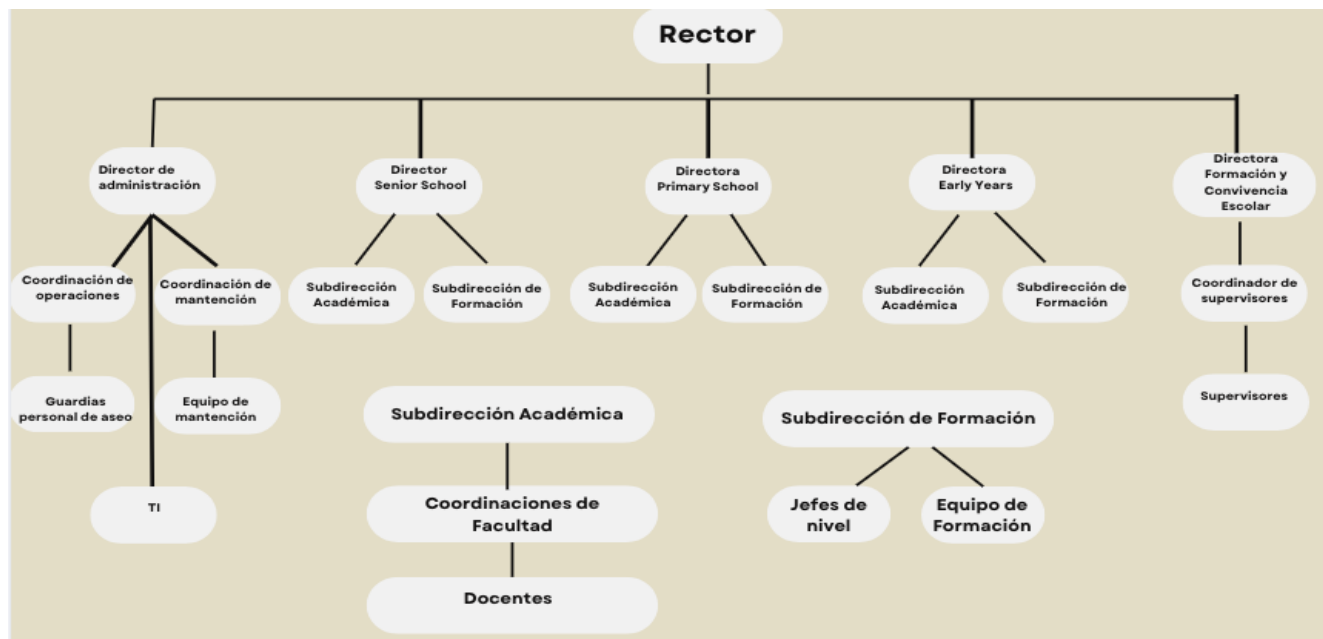 Rector
Director de
administración
Director
Senior School
Directora
Primary School
Directora
Early Years
Directora
Formación y
Convivencia
Escolar
Coordinación de
operaciones
Coordinación de
mantención
Subdirección
Académica
Subdirección de
Formación
Subdirección
Académica
Subdirección de
Formación
Subdirección
Académica
Subdirección de
Formación
Coordinador de
supervisores
Guardias
personal de aseo
Equipo de
mantención
Supervisores
Subdirección Académica
Subdirección de Formación
TI
Coordinaciones de
Facultad
Jefes de
nivel
Equipo de
Formación
Docentes